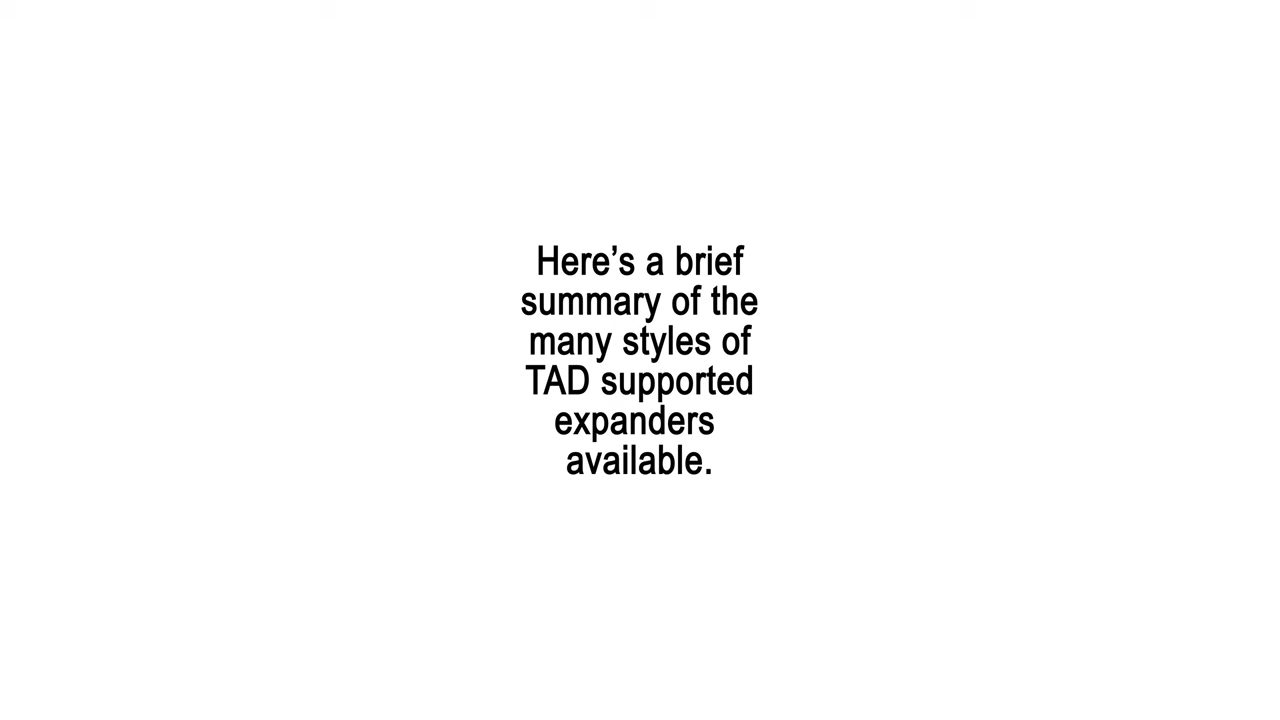 Here’s a brief
summary of the
many styles of
TAD supported
expanders
available.